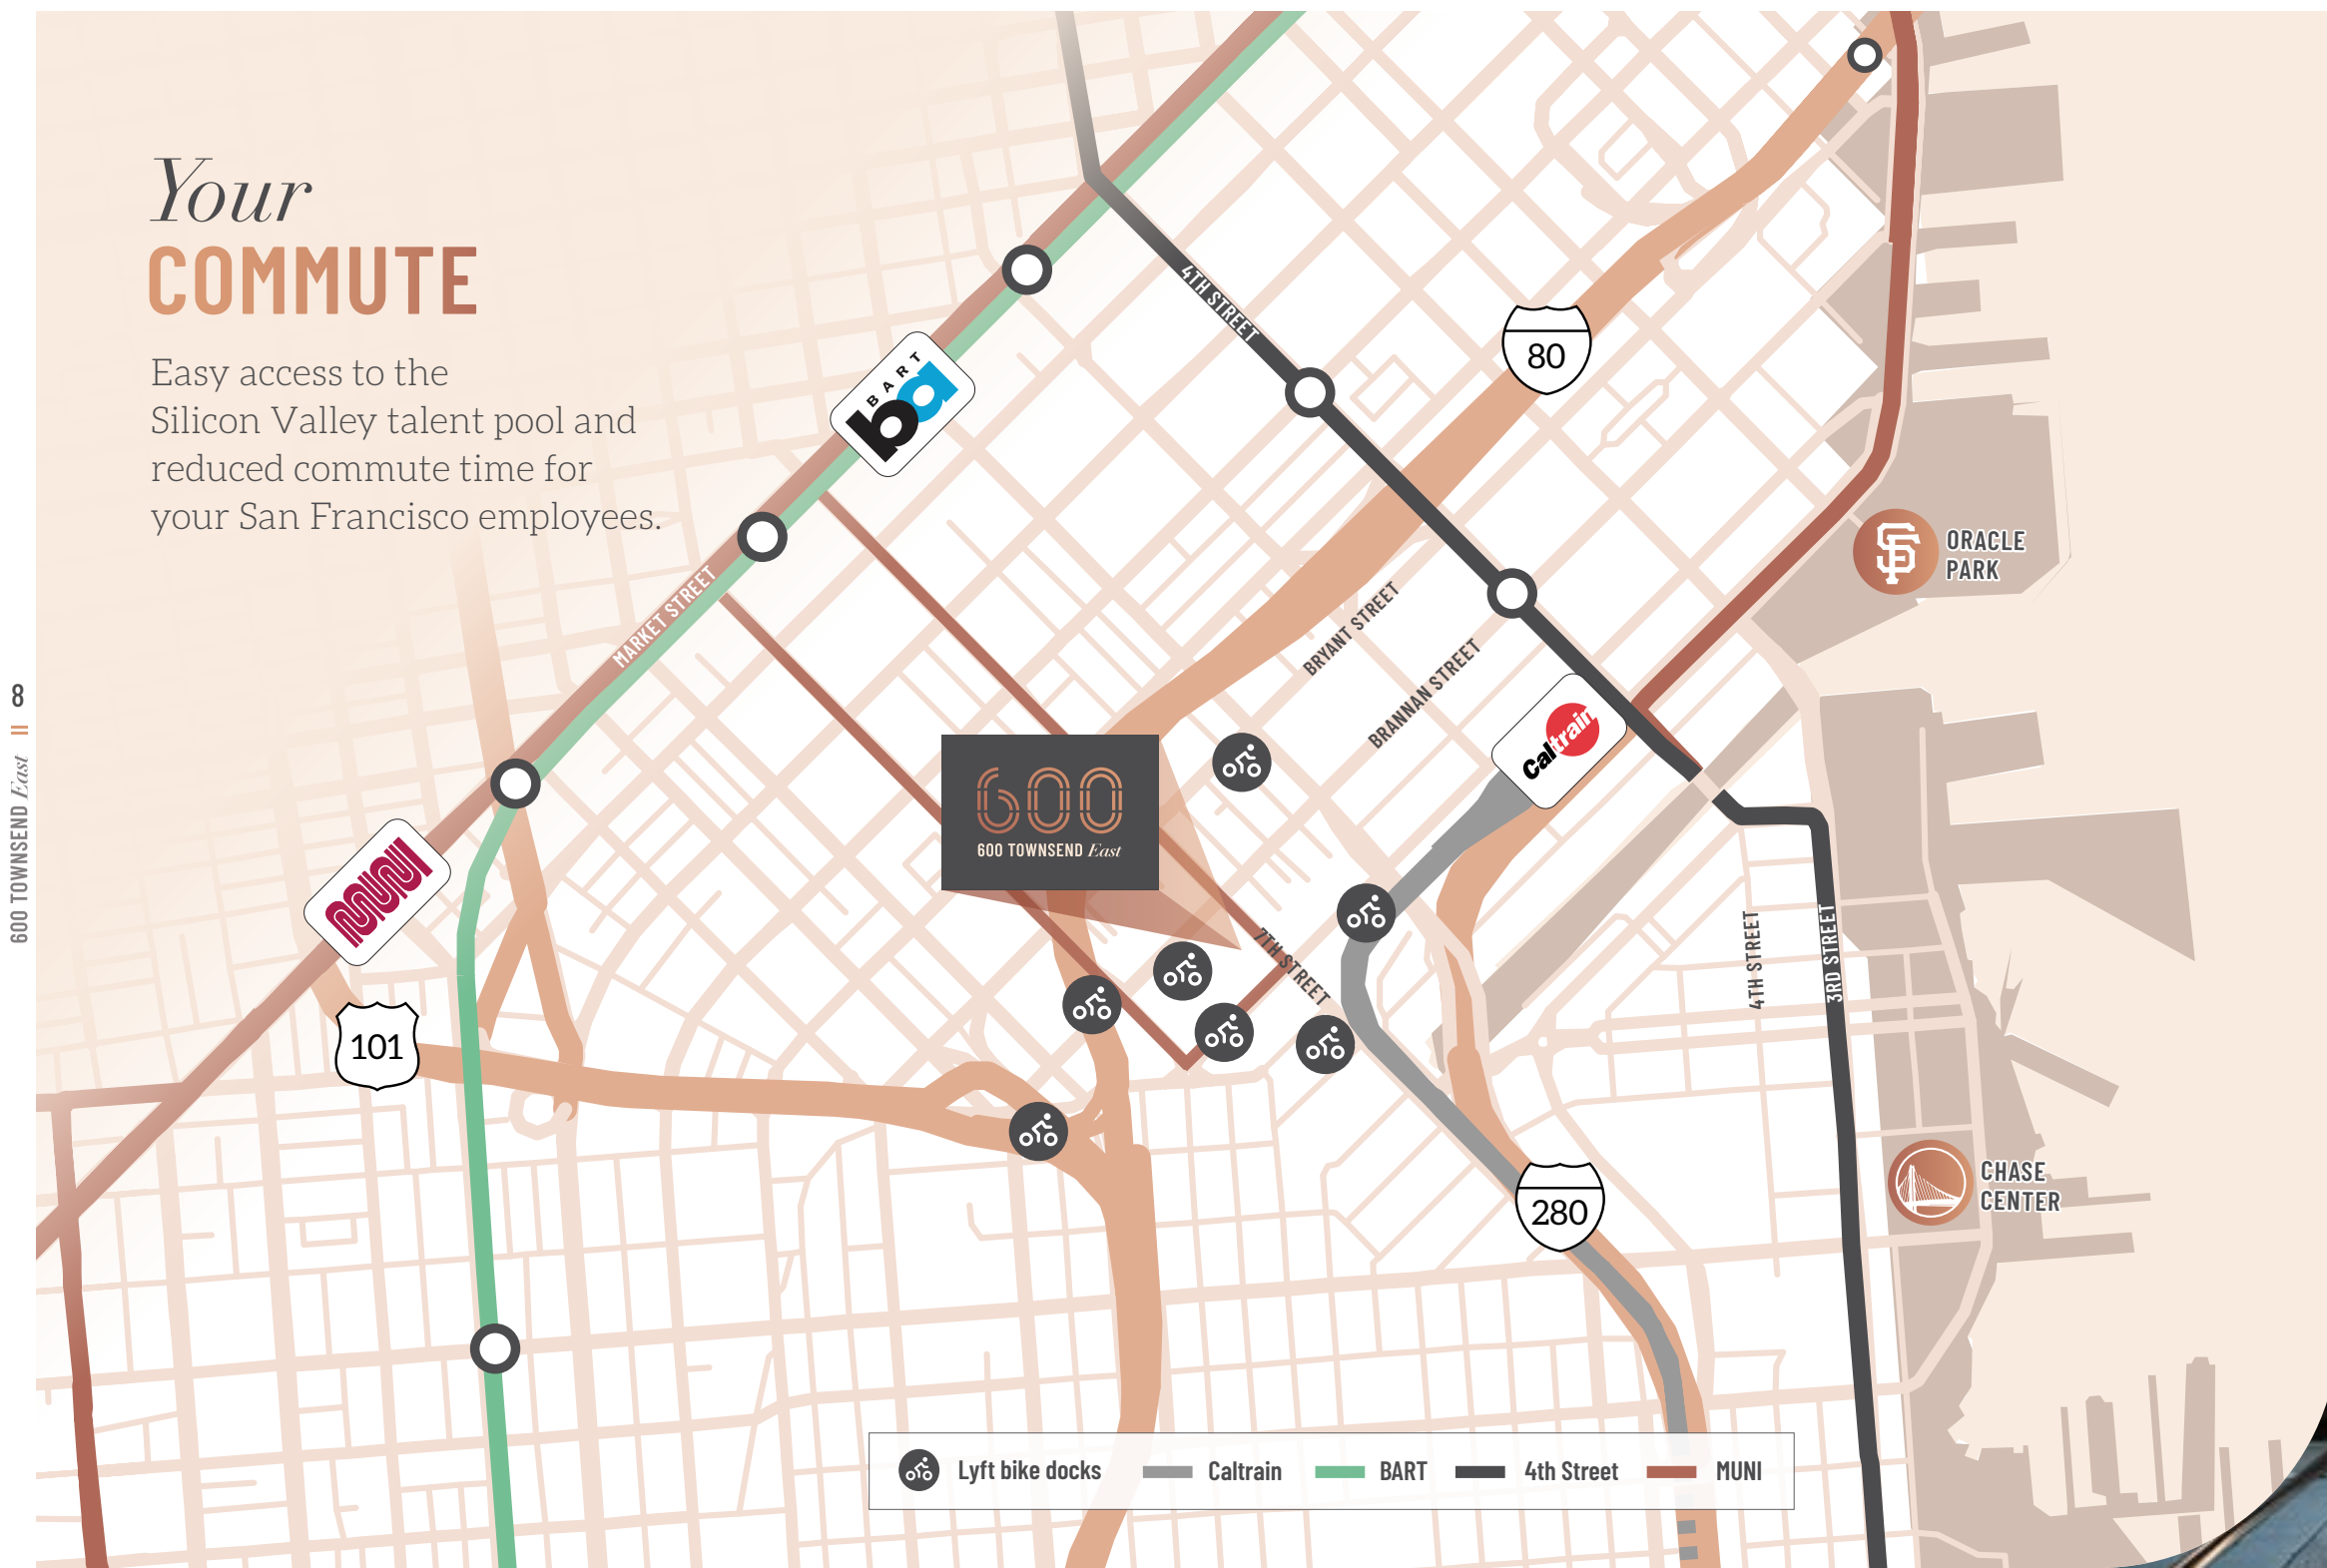 Your
COMMUTE
Easy access to the
Silicon Valley talent pool and
reduced commute time for
your San Francisco employees.
8
600 TOWNSEND East
4TH STREET
80
BART
ba
ORACLE
PARK
SF
MARKET STREET
BRYANT STREET
BRANNAN STREET
Caltrain
600
600 TOWNSEND East
MUNI
7TH STREET
4TH STREET
3RD STREET
101
CHASE
CENTER
280
Lyft bike docks
Caltrain
BART
4th Street
MUNI